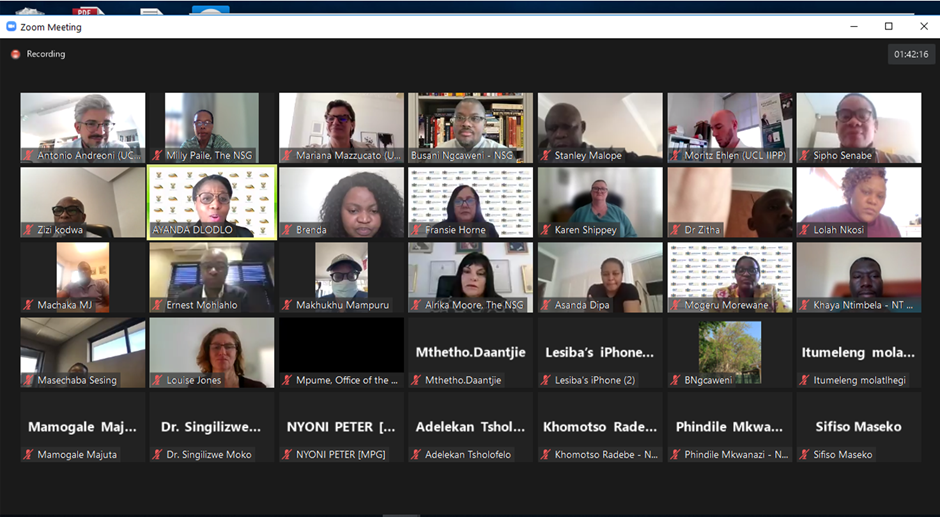 PDF
Zoom Meeting
Recording
01:42:16
Antonio Andreoni (UC...
Milly Paile, The NSG
Mariana Mazzucato (U...
Busani Ngcaweni - NSG
Stanley Malope
Moritz Ehlen (UCL IIPP)
Sipho Senabe
Zizi kodwa
AYANDA DLODLO
Brenda
Fransie Horne
Karen Shippey
Dr Zitha
Lolah Nkosi
Machaka MJ
Ernest Mohlahlo
Makhukhu Mampuru
Alrika Moore, The NSG
Asanda Dipa
Mogeru Morewane
Khaya Ntimbela - NT ...
Masechaba Sesing
Louise Jones
Mpume, Office of the ...
Mthetho.Daantjie
Mthetho.Daantjie
Lesiba's iPhone...
Lesiba's iPhone (2)
BNgcaweni
Itumeleng mola...
Itumeleng molatlhegi
Mamogale Maj...
Mamogale Majuta
Dr. Singilizwe...
Dr. Singilizwe Moko
NYONI PETER [...
NYONI PETER [MPG]
Adelekan Tshol...
Adelekan Tsholofelo
Khomotso Rade...
Khomotso Radebe - N...
Phindile Mkwa...
Phindile Mkwanazi - N...
Sifiso Maseko
Sifiso Maseko